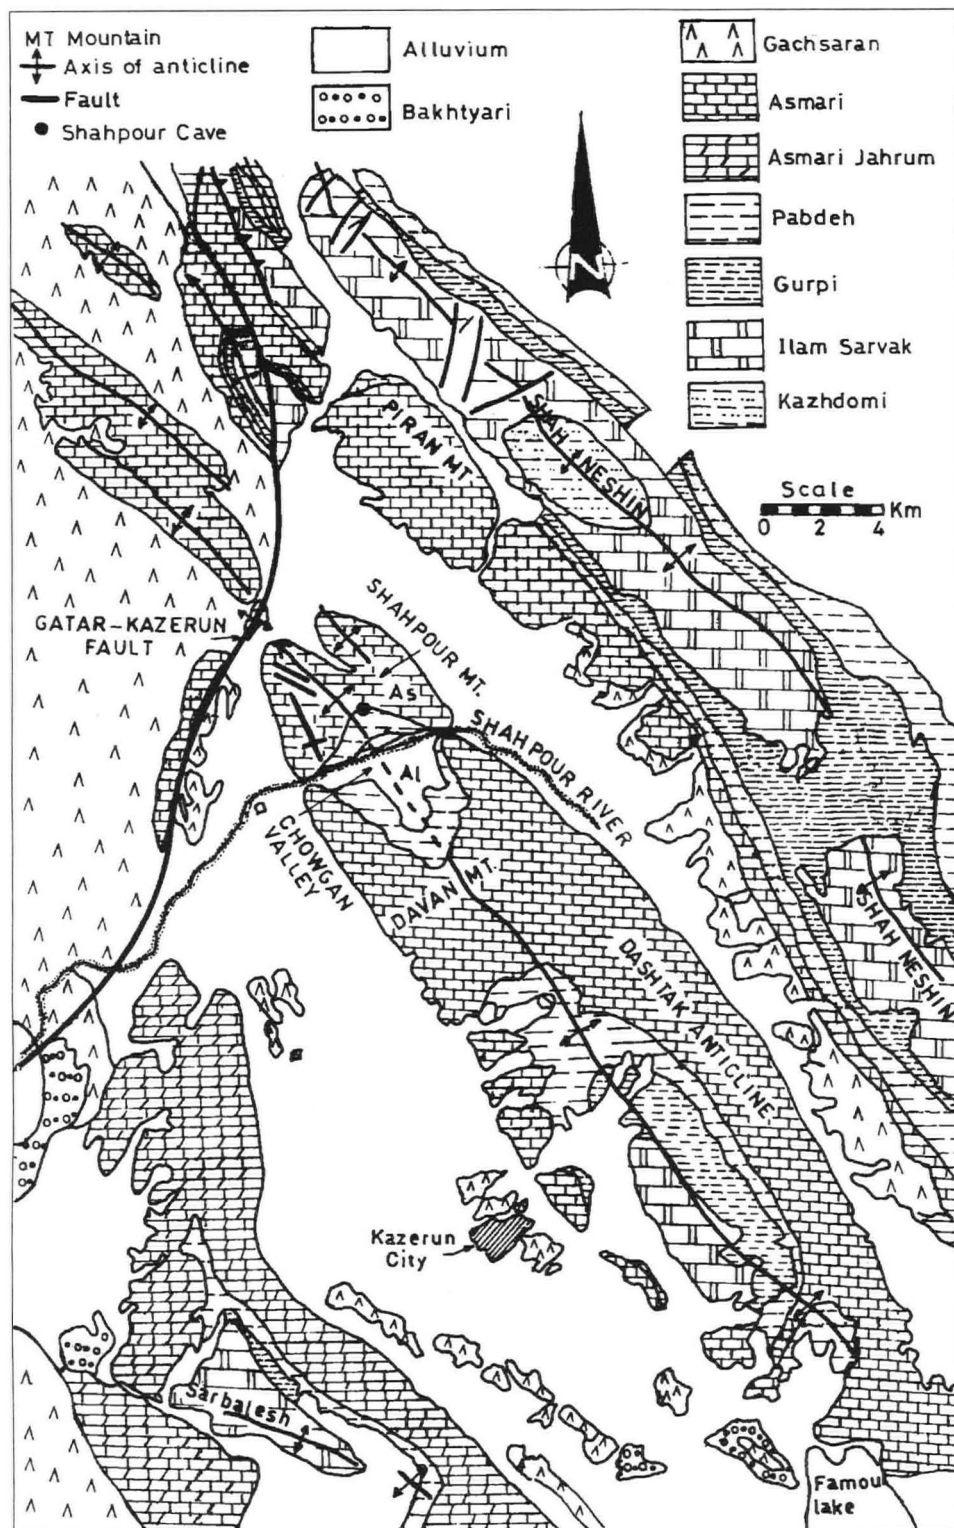 MT Mountain
Axis of anticline
Fault
Shahpour Cave
Alluvium
Bakhtyari
Gachsaran
Asmari
Asmari Jahrum
Pabdeh
Gurpi
Ilam Sarvak
Kazhdomi
N
Scale
0 2 4 Km
PIRAN MT.
SHAH NESHIN
GATAR-KAZERUN
FAULT
SHAHPOUR MT.
As
SHAHPOUR RIVER
Al
CHOWGAN
VALLEY
DAVAN MT.
SHAH NESHIN
DASHTAK ANTICLINE
Kazerun
City
Sarbalesh
Famou
lake